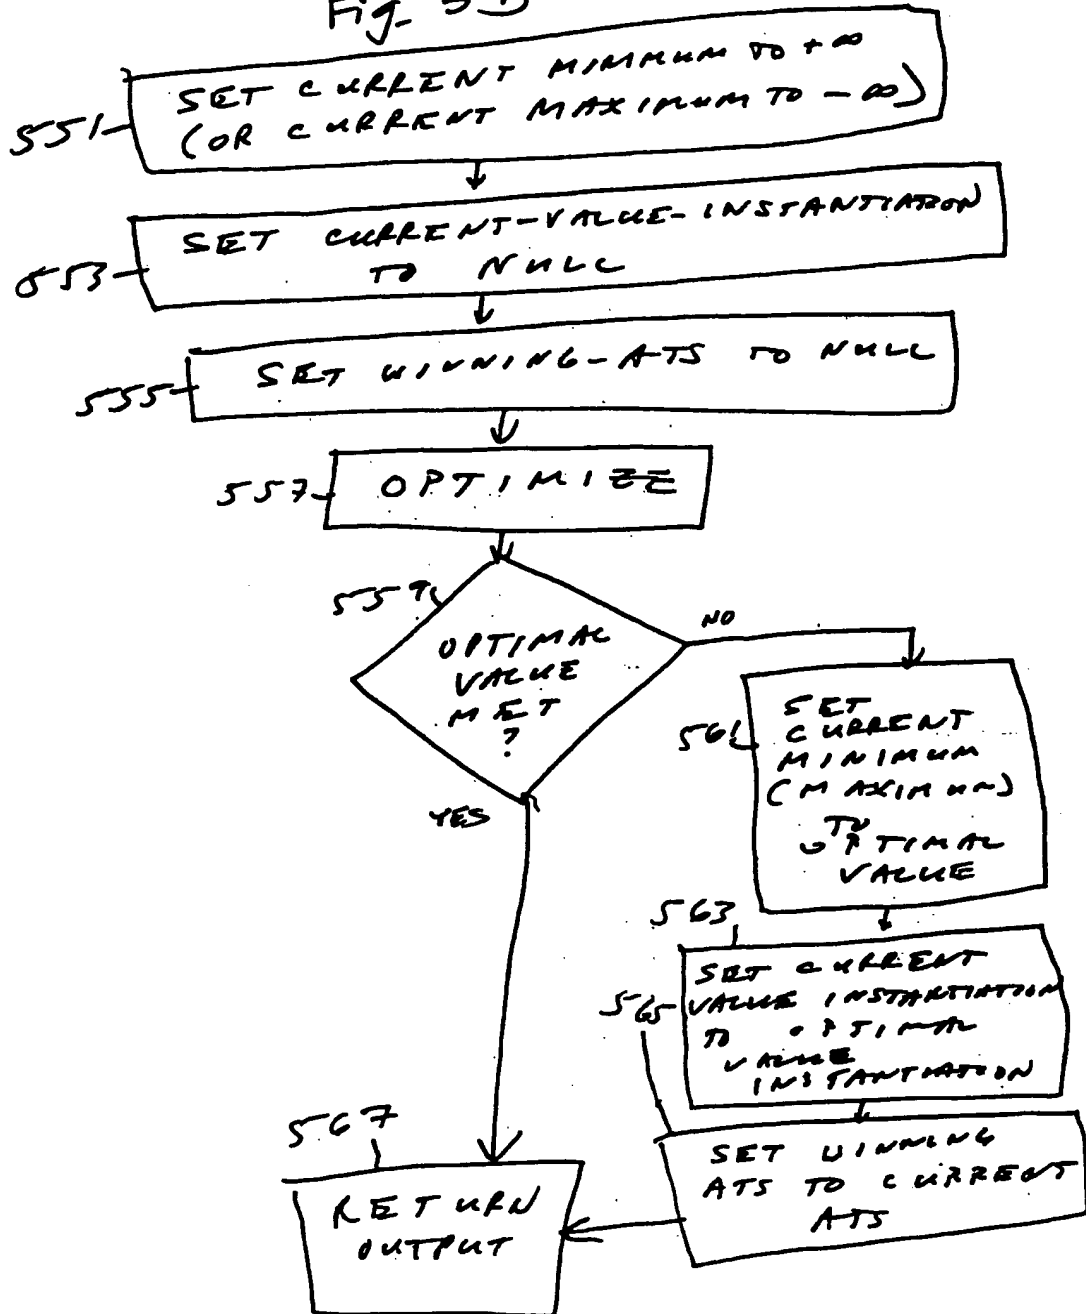 Fig. 5D
551
SET CURRENT MINIMUM TO +∞
(OR CURRENT MAXIMUM TO -∞)
553
SET CURRENT-VALUE-INSTANTIATION
TO NULL
555
SET WINNING-ATS TO NULL
557
OPTIMIZE
559
OPTIMAL
VALUE
MET
?
NO
YES
561
SET
CURRENT
MINIMUM
(MAXIMUM)
TO
OPTIMAL
VALUE
563
SET CURRENT
VALUE INSTANTIATION
TO OPTIMAL
VALUE
INSTANTIATION
565
SET WINNING
ATS TO CURRENT
ATS
567
RETURN
OUTPUT